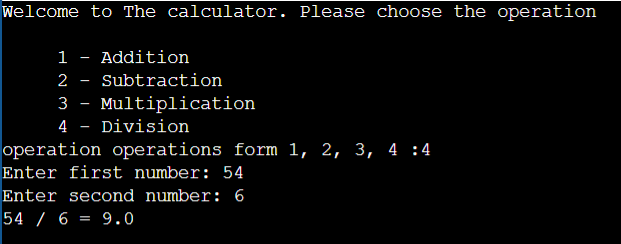 Welcome to The calculator. Please choose the operation
1 - Addition
2 - Subtraction
3 - Multiplication
4 - Division
operation operations form 1, 2, 3, 4 :4
Enter first number: 54
Enter second number: 6
54 / 6 = 9.0